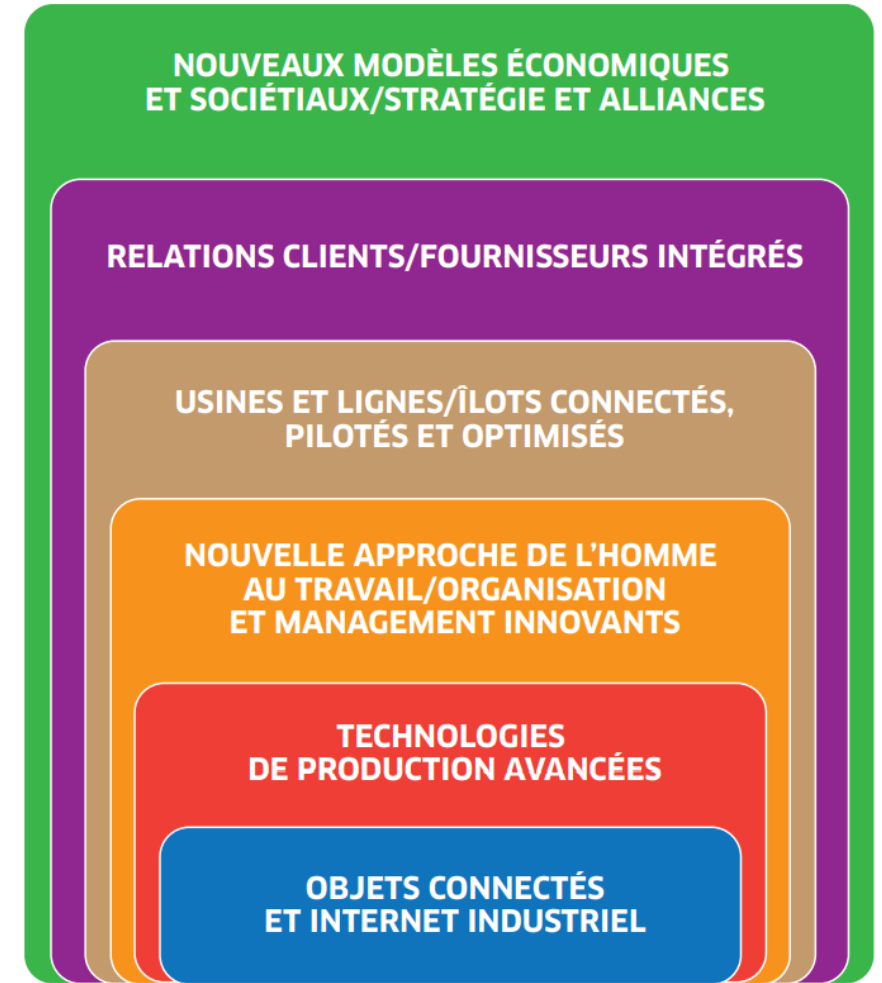 NOUVEAUX MODÈLES ÉCONOMIQUES
ET SOCIÉTIAUX/STRATÉGIE ET ALLIANCES
RELATIONS CLIENTS/FOURNISSEURS INTÉGRÉS
USINES ET LIGNES/ÎLOTS CONNECTÉS,
PILOTÉS ET OPTIMISÉS
NOUVELLE APPROCHE DE L’HOMME
AU TRAVAIL/ORGANISATION
ET MANAGEMENT INNOVANTS
TECHNOLOGIES
DE PRODUCTION AVANCÉES
OBJETS CONNECTÉS
ET INTERNET INDUSTRIEL